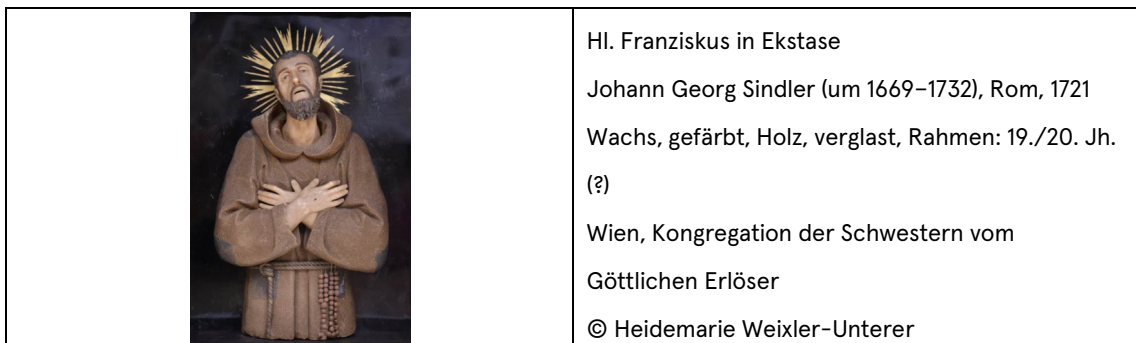 Hl. Franziskus in Ekstase
Johann Georg Sindler (um 1669–1732), Rom, 1721
Wachs, gefärbt, Holz, verglast, Rahmen: 19./20. Jh.
(?)
Wien, Kongregation der Schwestern vom
Göttlichen Erlöser
© Heidemarie Weixler-Unterer